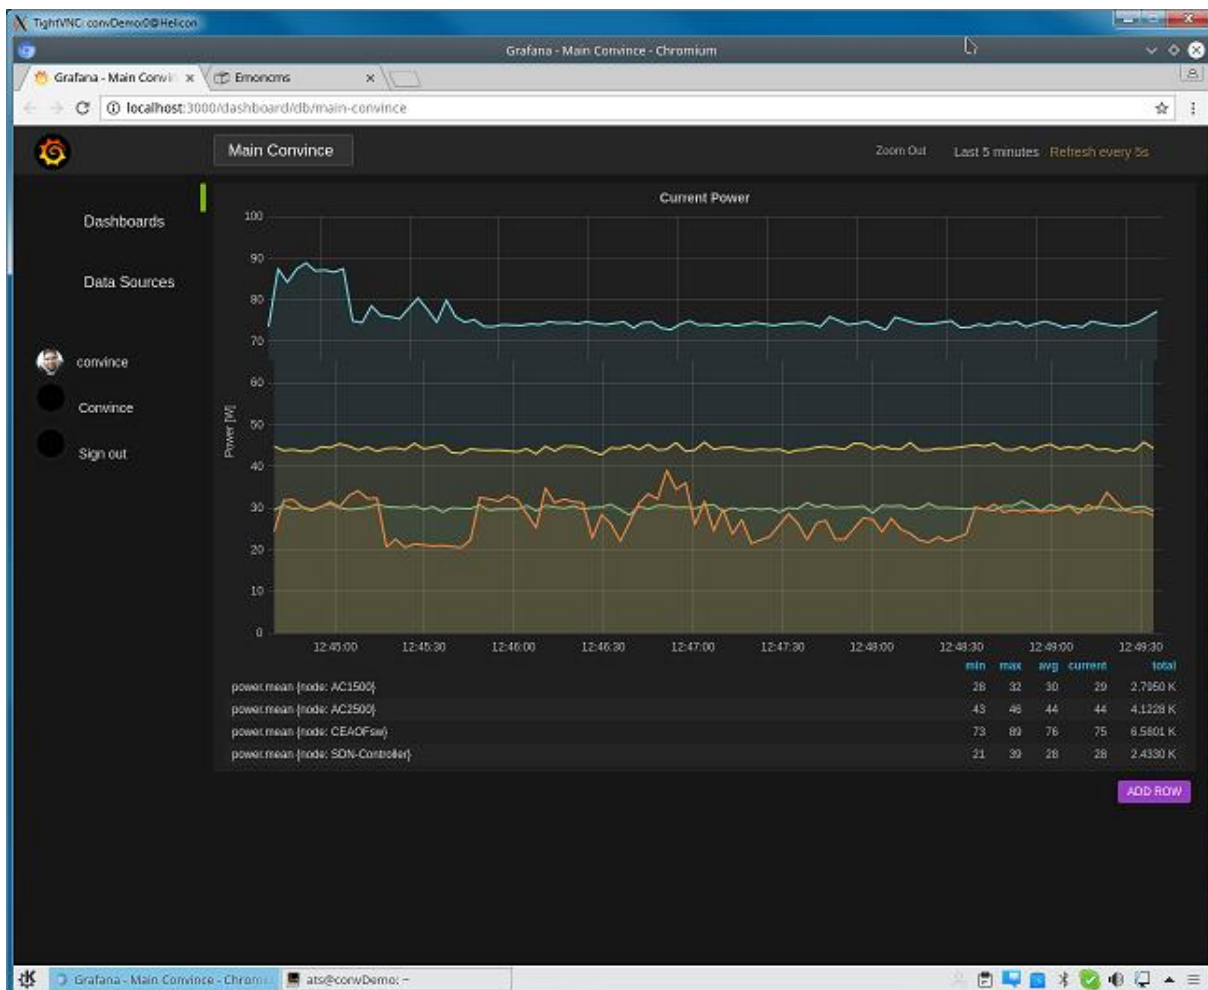 TightVNC: convDemo:0@Helicon
Grafana - Main Convince - Chromium
Grafana - Main Convin Emoncms
localhost:3000/dashboard/db/main-convince
Main Convince Zoom Out Last 5 minutes Refresh every 5s
Dashboards
Data Sources
convince
Convince
Sign out
Current Power
Power [W]
100
90
80
70
60
50
40
30
20
10
0
12:45:00 12:45:30 12:46:00 12:46:30 12:47:00 12:47:30 12:48:00 12:48:30 12:49:00 12:49:30
min max avg current total
power.mean {node: AC1500} 28 32 30 29 2.7950 K
power.mean {node: AC2500} 43 46 44 44 4.1228 K
power.mean {node: CEAOFsw} 73 89 76 75 6.5801 K
power.mean {node: SDN-Controller} 21 39 28 28 2.4330 K
ADD ROW
Grafana - Main Convince - Chromi ats@convDemo: ~